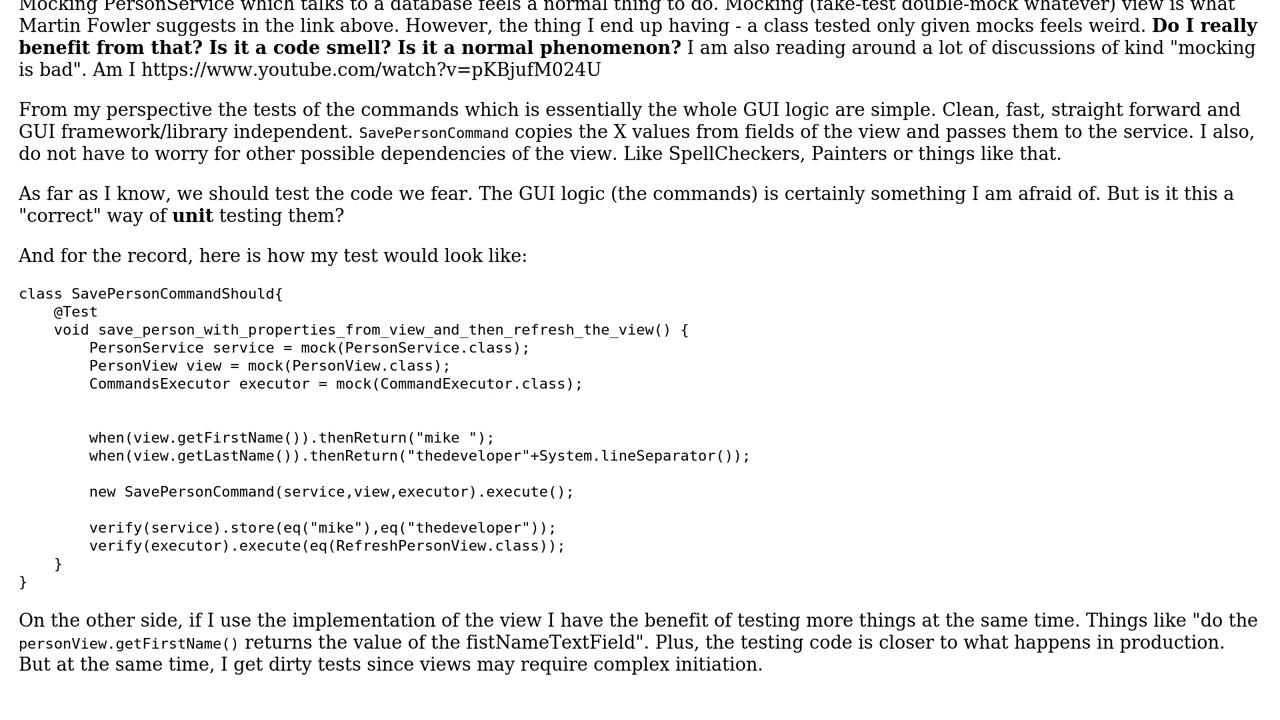 Mocking PersonService which talks to a database feels a normal thing to do. Mocking (fake-test double-mock whatever) view is what
Martin Fowler suggests in the link above. However, the thing I end up having - a class tested only given mocks feels weird. Do I really
benefit from that? Is it a code smell? Is it a normal phenomenon? I am also reading around a lot of discussions of kind "mocking
is bad". Am I https://www.youtube.com/watch?v=pKBjufM024U
From my perspective the tests of the commands which is essentially the whole GUI logic are simple. Clean, fast, straight forward and
GUI framework/library independent. SavePersonCommand copies the X values from fields of the view and passes them to the service. I also,
do not have to worry for other possible dependencies of the view. Like SpellCheckers, Painters or things like that.
As far as I know, we should test the code we fear. The GUI logic (the commands) is certainly something I am afraid of. But is it this a
"correct" way of unit testing them?
And for the record, here is how my test would look like:
class SavePersonCommandShould{
    @Test
    void save_person_with_properties_from_view_and_then_refresh_the_view() {
        PersonService service = mock(PersonService.class);
        PersonView view = mock(PersonView.class);
        CommandsExecutor executor = mock(CommandExecutor.class);
        when(view.getFirstName()).thenReturn("mike ");
        when(view.getLastName()).thenReturn("thedeveloper"+System.lineSeparator());
        new SavePersonCommand(service,view,executor).execute();
        verify(service).store(eq("mike"),eq("thedeveloper"));
        verify(executor).execute(eq(RefreshPersonView.class));
    }
}
On the other side, if I use the implementation of the view I have the benefit of testing more things at the same time. Things like "do the
personView.getFirstName() returns the value of the fistNameTextField". Plus, the testing code is closer to what happens in production.
But at the same time, I get dirty tests since views may require complex initiation.